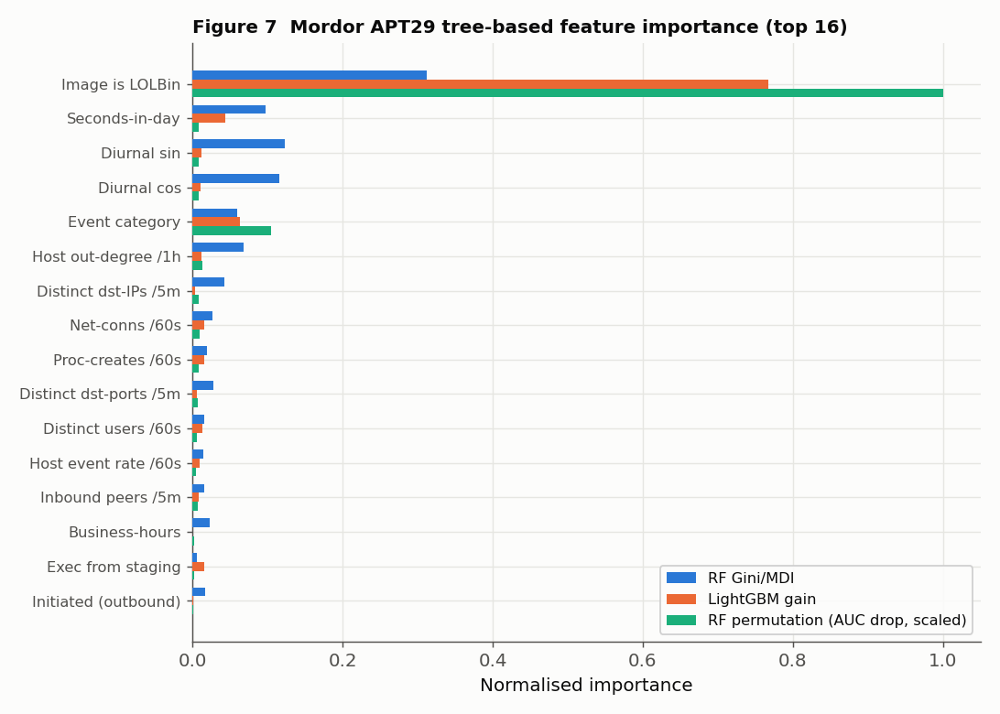 Figure 7  Mordor APT29 tree-based feature importance (top 16)
Image is LOLBin
Seconds-in-day
Diurnal sin
Diurnal cos
Event category
Host out-degree /1h
Distinct dst-IPs /5m
Net-conns /60s
Proc-creates /60s
Distinct dst-ports /5m
Distinct users /60s
Host event rate /60s
Inbound peers /5m
Business-hours
Exec from staging
Initiated (outbound)
RF Gini/MDI
LightGBM gain
RF permutation (AUC drop, scaled)
0.0 0.2 0.4 0.6 0.8 1.0
Normalised importance